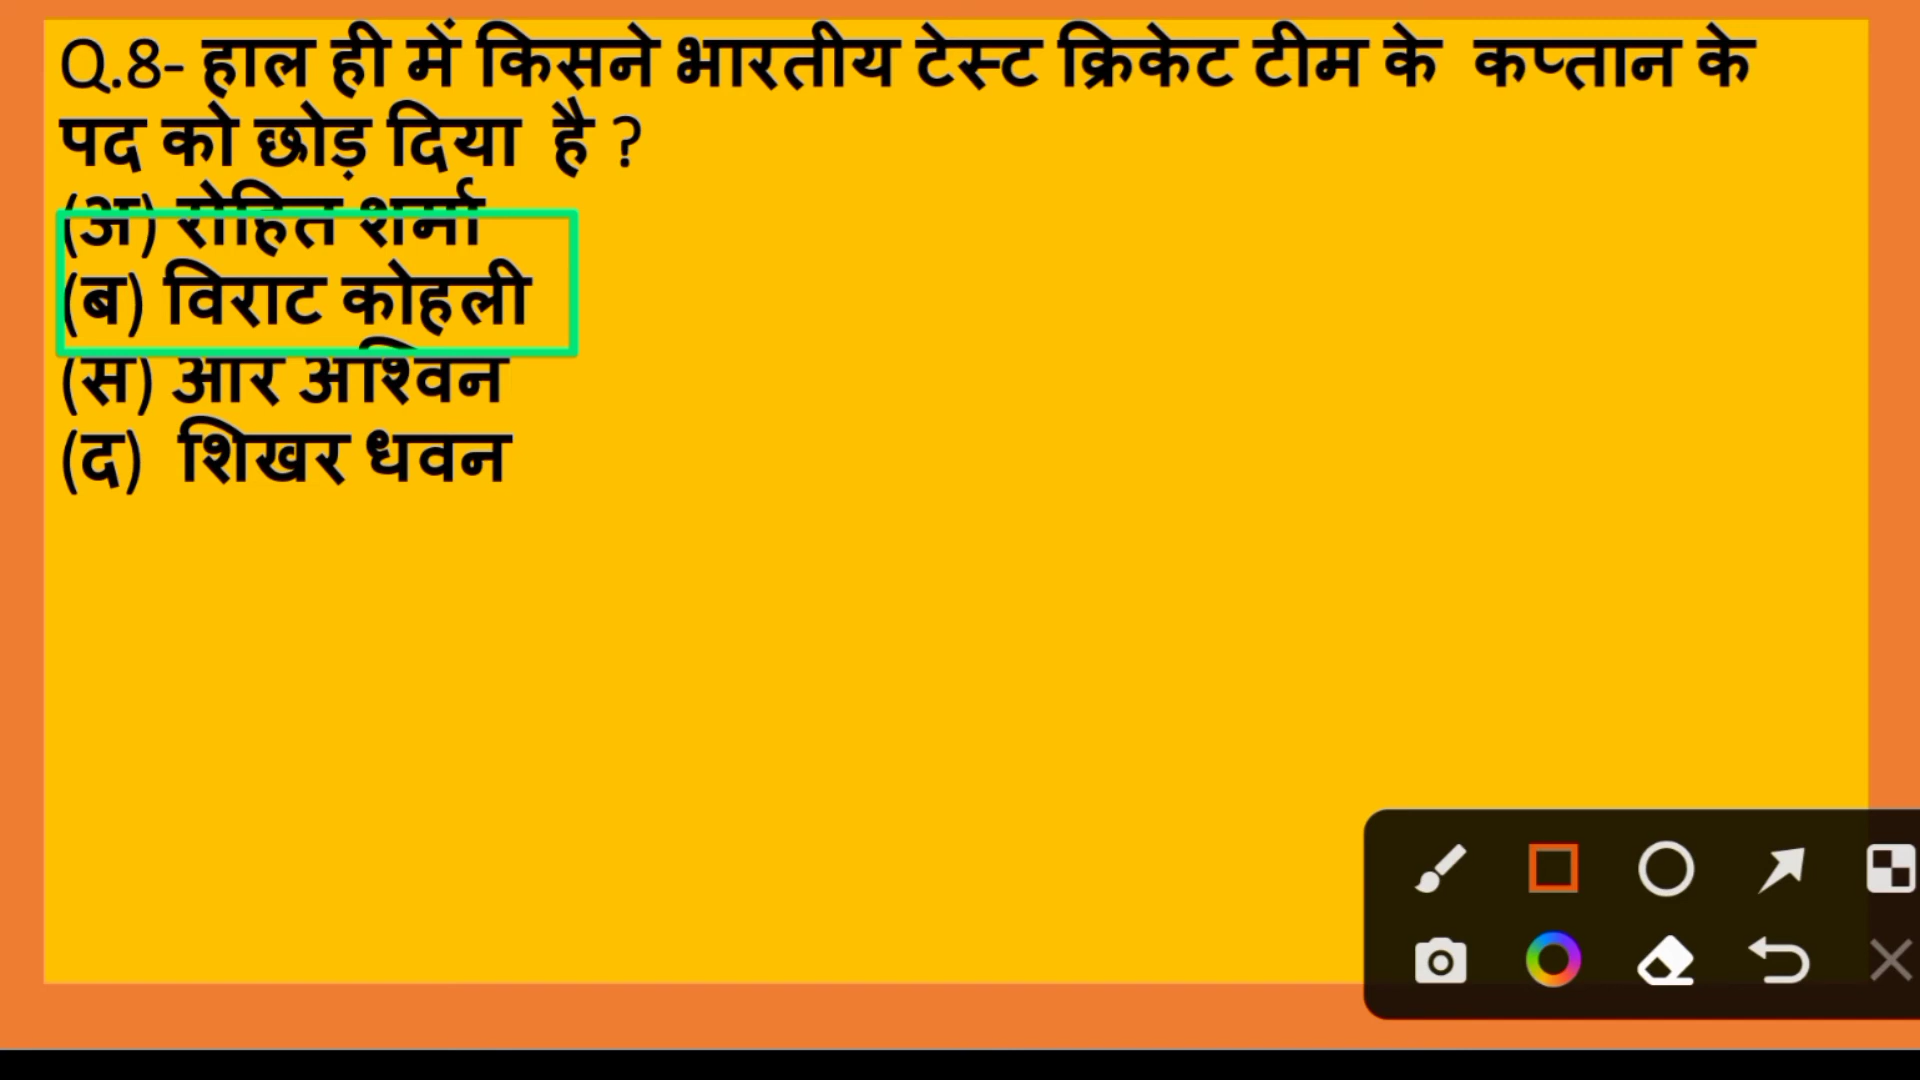 Q.8- हाल ही में किसने भारतीय टेस्ट क्रिकेट टीम के कप्तान के
पद को छोड़ दिया है ?
(अ) रोहित शर्मा
(ब) विराट कोहली
(स) आर अश्विन
(द) शिखर धवन